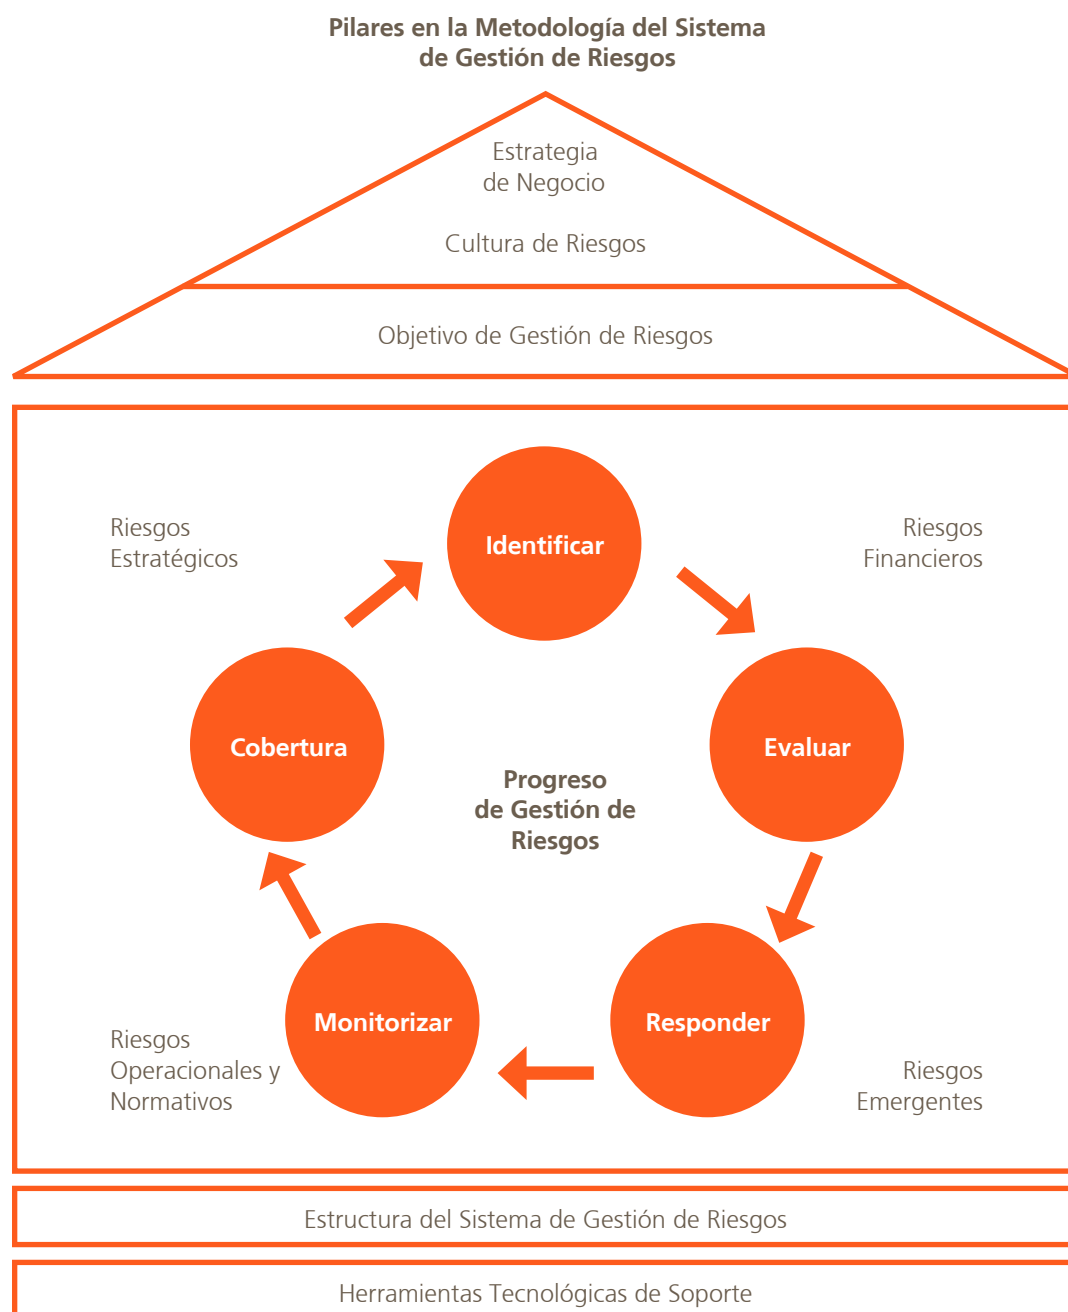 Pilares en la Metodología del Sistema
de Gestión de Riesgos
Estrategia
de Negocio
Cultura de Riesgos
Objetivo de Gestión de Riesgos
Riesgos
Estratégicos
Identificar
Riesgos
Financieros
Cobertura
Evaluar
Progreso
de Gestión de
Riesgos
Monitorizar
Responder
Riesgos
Operacionales y
Normativos
Riesgos
Emergentes
Estructura del Sistema de Gestión de Riesgos
Herramientas Tecnológicas de Soporte